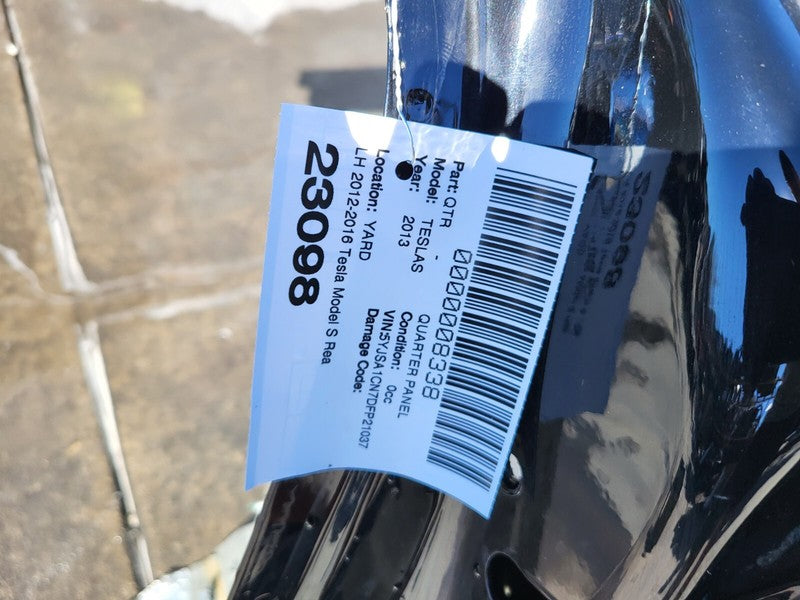 0000008338
Part: QTR - QUARTER PANEL
Model: TESLAS Condition: 0cc
Year: 2013 VIN:5YJSA1CN7DFP21037
Location: YARD Damage Code:
LH 2012-2016 Tesla Model S Rea
23098